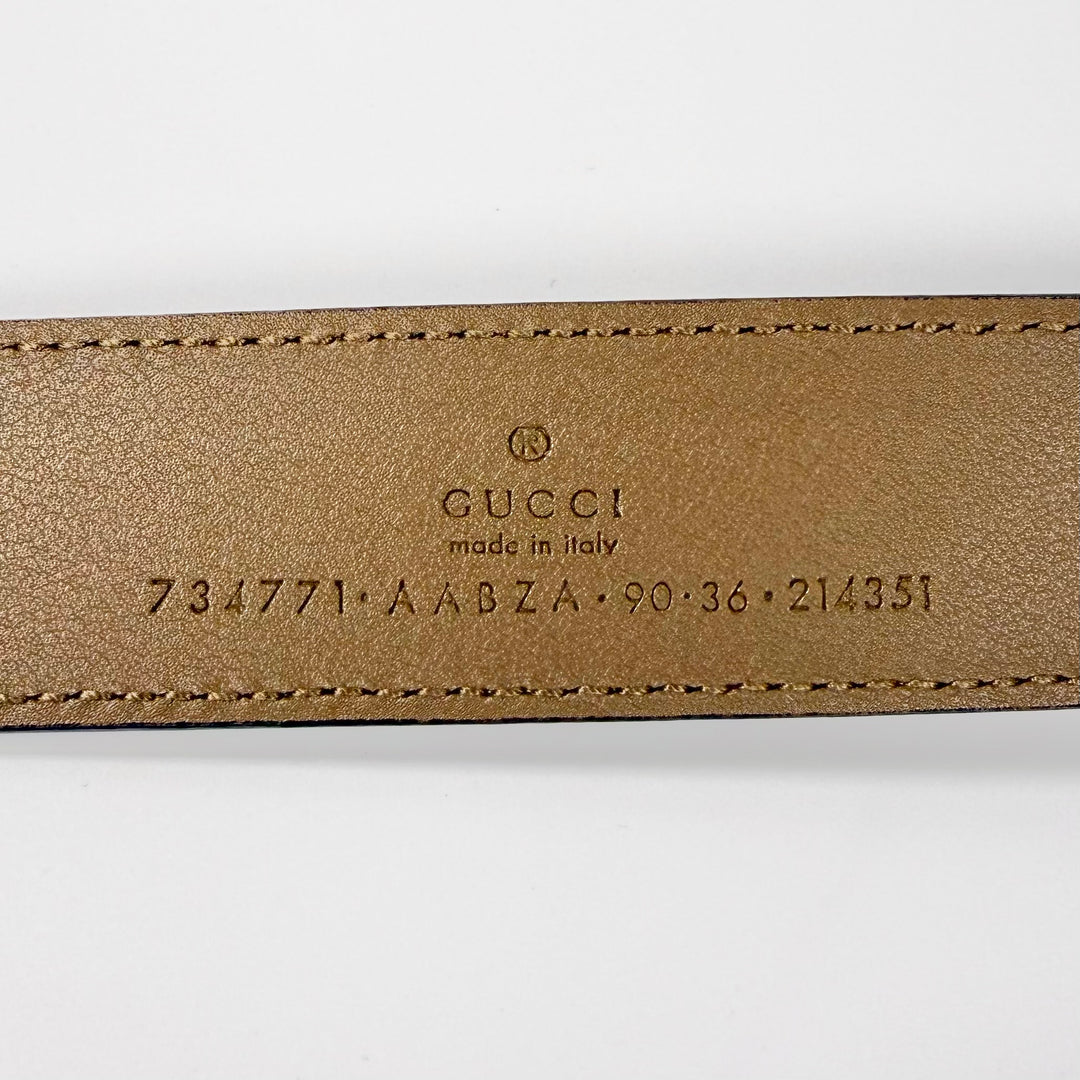 ®
GUCCI
made in italy
734771·AABZA·90·36·214351